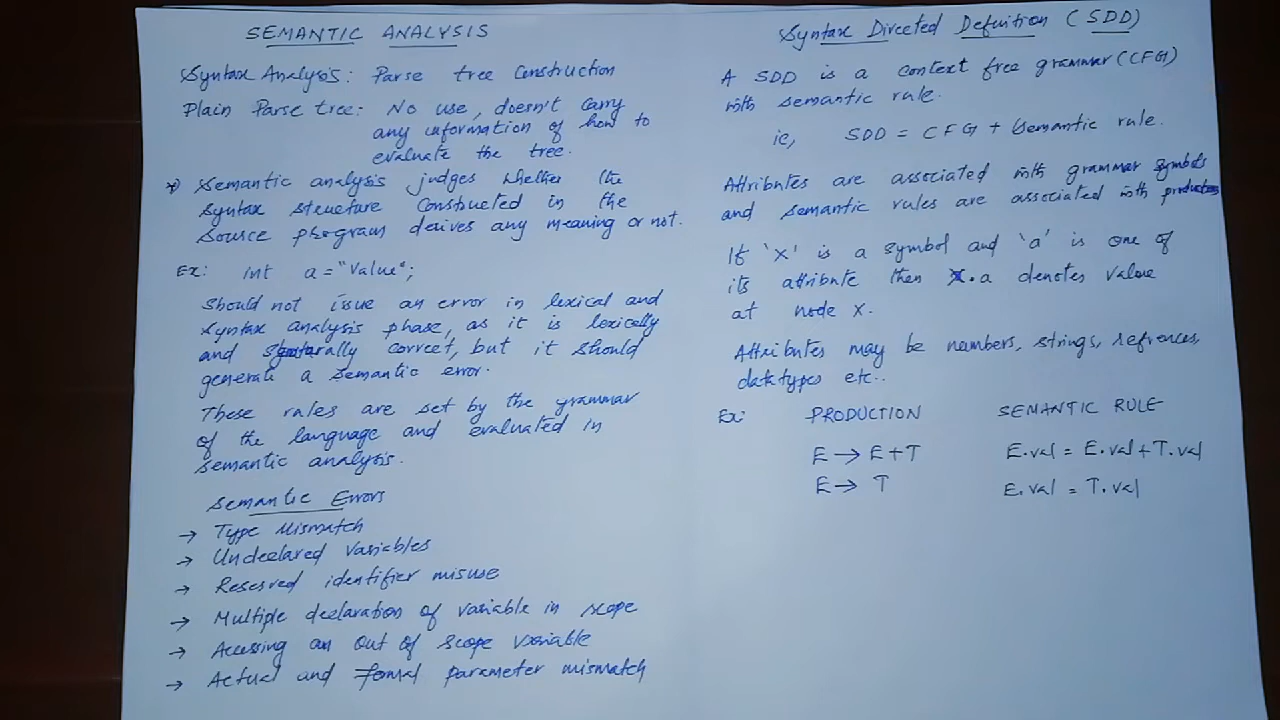 SEMANTIC ANALYSIS
Syntax Analysis: Parse tree Construction
Plain Parse tree: No use, doesn't carry
any information of how to
evaluate the tree.
*) Semantic analysis judges whether the
syntax structure constructed in the
source program derives any meaning or not.
Ex: int a="Value";
Should not issue an error in lexical and
syntax analysis phase, as it is lexically
and correct, but it should
generate a semantic error.
These rules are set by the grammar
of the language and evaluated in
semantic analysis.
Semantic Errors
→ Type Mismatch
→ Undeclared Variables
→ Reserved identifier misuse
→ Multiple declaration of variable in scope
→ Accessing an out of scope variable
→ Actual and formal parameter mismatch
Syntax Directed Definition (SDD)
A SDD is a context free grammar (CFG)
with semantic rule.
ie, SDD = CFG + Semantic rule.
Attributes are associated with grammar symbols
and semantic rules are associated with productions
If 'X' is a symbol and 'a' is one of
its attribute then X.a denotes value
at node X.
Attributes may be numbers, strings, refrences,
datatypes etc..
Ex: PRODUCTION SEMANTIC RULE
E → E+T E.val = E.val+T.val
E → T E.val = T.val